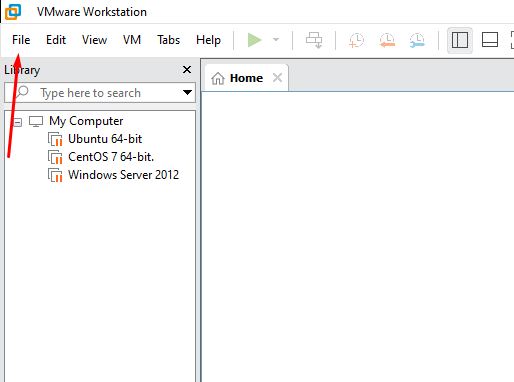 VMware Workstation
File Edit View VM Tabs Help
Library
Home
Type here to search
My Computer
Ubuntu 64-bit
CentOS 7 64-bit.
Windows Server 2012